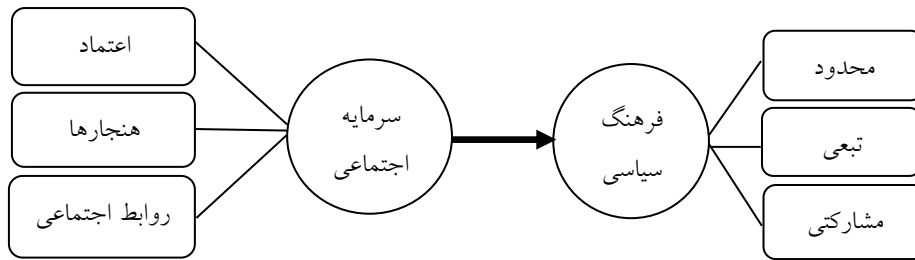 اعتماد
هنجارها
روابط اجتماعی
سرمایه
اجتماعی
فرهنگ
سیاسی
محدود
تبعی
مشارکتی